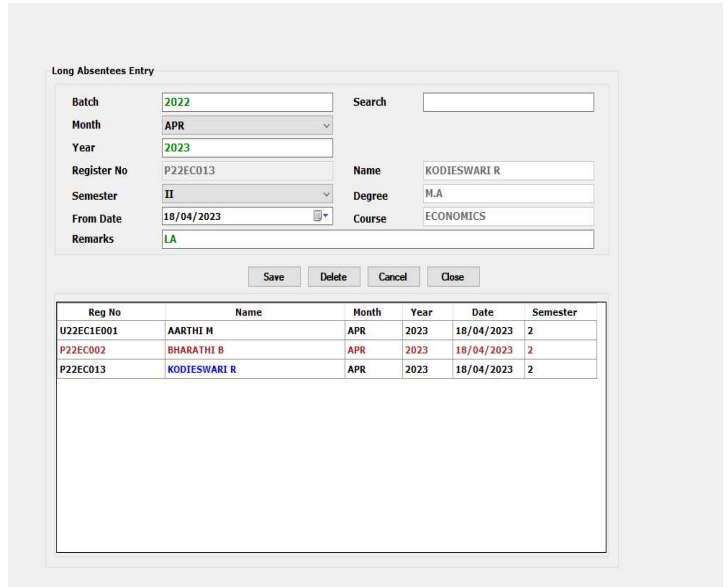 Long Absentees Entry
Batch 2022 Search
Month APR
Year 2023
Register No P22EC013 Name KODIESWARI R
Semester II Degree M.A
From Date 18/04/2023 Course ECONOMICS
Remarks LA
Save Delete Cancel Close
Reg No Name Month Year Date Semester
U22EC1E001 AARTHI M APR 2023 18/04/2023 2
P22EC002 BHARATHI B APR 2023 18/04/2023 2
P22EC013 KODIESWARI R APR 2023 18/04/2023 2